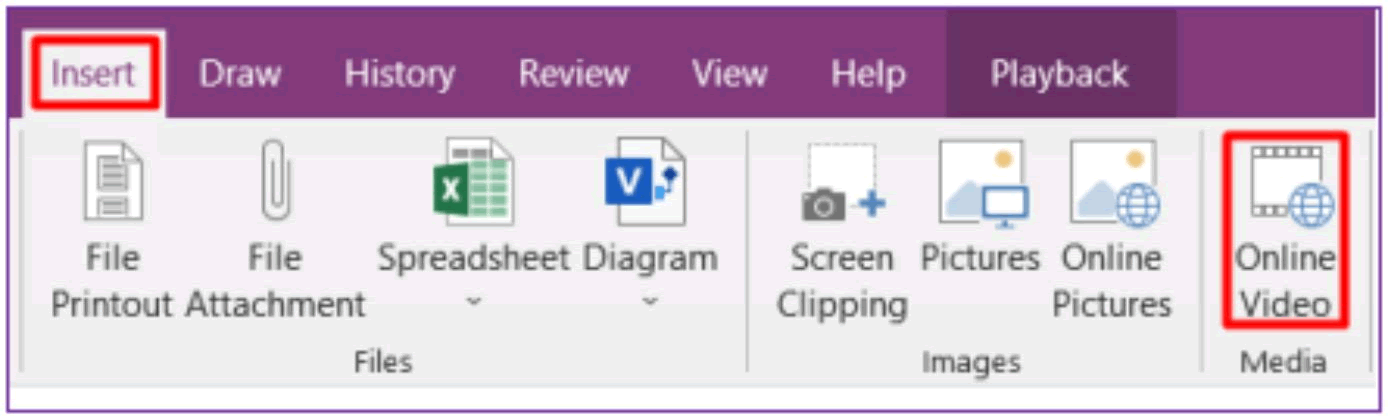 Insert Draw History Review View Help Playback
File Printout
File Attachment
Spreadsheet
Diagram
Screen Clipping
Pictures
Online Pictures
Online Video
Files
Images
Media